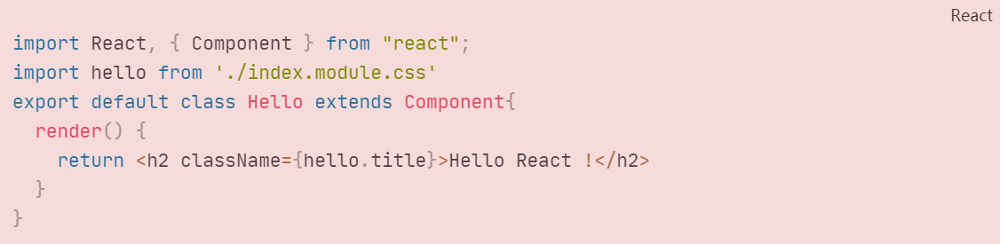 React
import React, { Component } from "react";
import hello from './index.module.css'
export default class Hello extends Component{
  render() {
    return <h2 className={hello.title}>Hello React !</h2>
  }
}